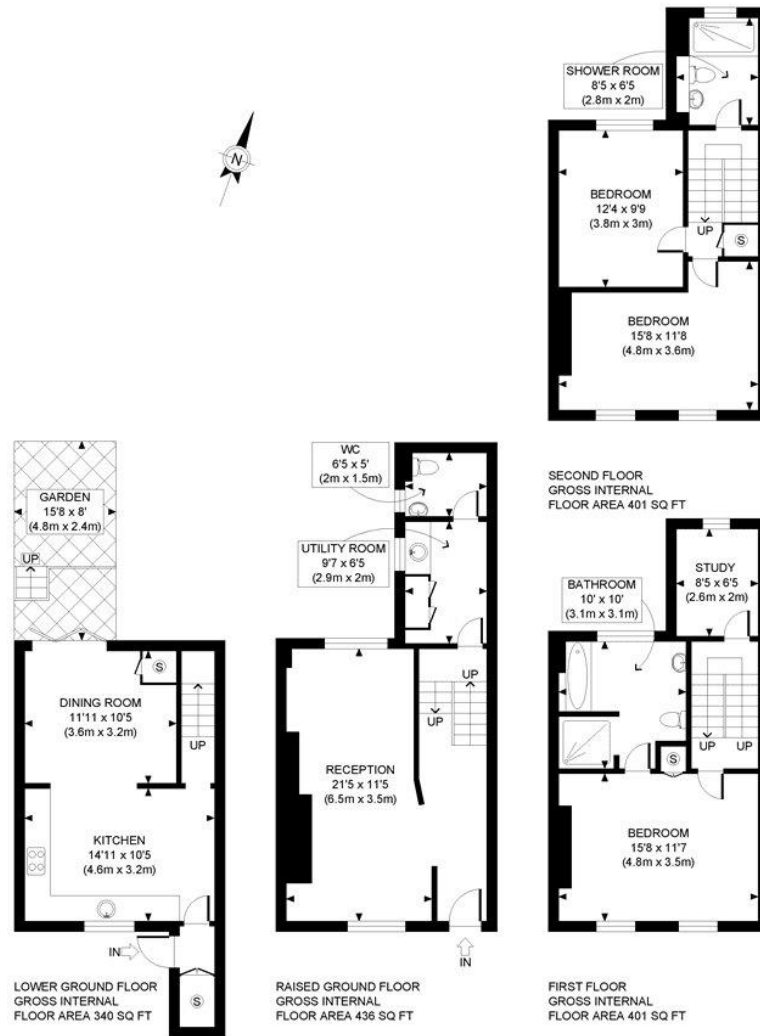 SHOWER ROOM
8'5 x 6'5
(2.8m x 2m)
N
BEDROOM
12'4 x 9'9
(3.8m x 3m)
UP
S
BEDROOM
15'8 x 11'8
(4.8m x 3.6m)
SECOND FLOOR
GROSS INTERNAL
FLOOR AREA 401 SQ FT
GARDEN
15'8 x 8'
(4.8m x 2.4m)
UP
DINING ROOM
11'11 x 10'5
(3.6m x 3.2m)
S
UP
KITCHEN
14'11 x 10'5
(4.6m x 3.2m)
IN
S
LOWER GROUND FLOOR
GROSS INTERNAL
FLOOR AREA 340 SQ FT
WC
6'5 x 5'
(2m x 1.5m)
UTILITY ROOM
9'7 x 6'5
(2.9m x 2m)
UP
UP
RECEPTION
21'5 x 11'5
(6.5m x 3.5m)
IN
RAISED GROUND FLOOR
GROSS INTERNAL
FLOOR AREA 436 SQ FT
STUDY
8'5 x 6'5
(2.6m x 2m)
BATHROOM
10' x 10'
(3.1m x 3.1m)
UP UP
S
BEDROOM
15'8 x 11'7
(4.8m x 3.5m)
FIRST FLOOR
GROSS INTERNAL
FLOOR AREA 401 SQ FT